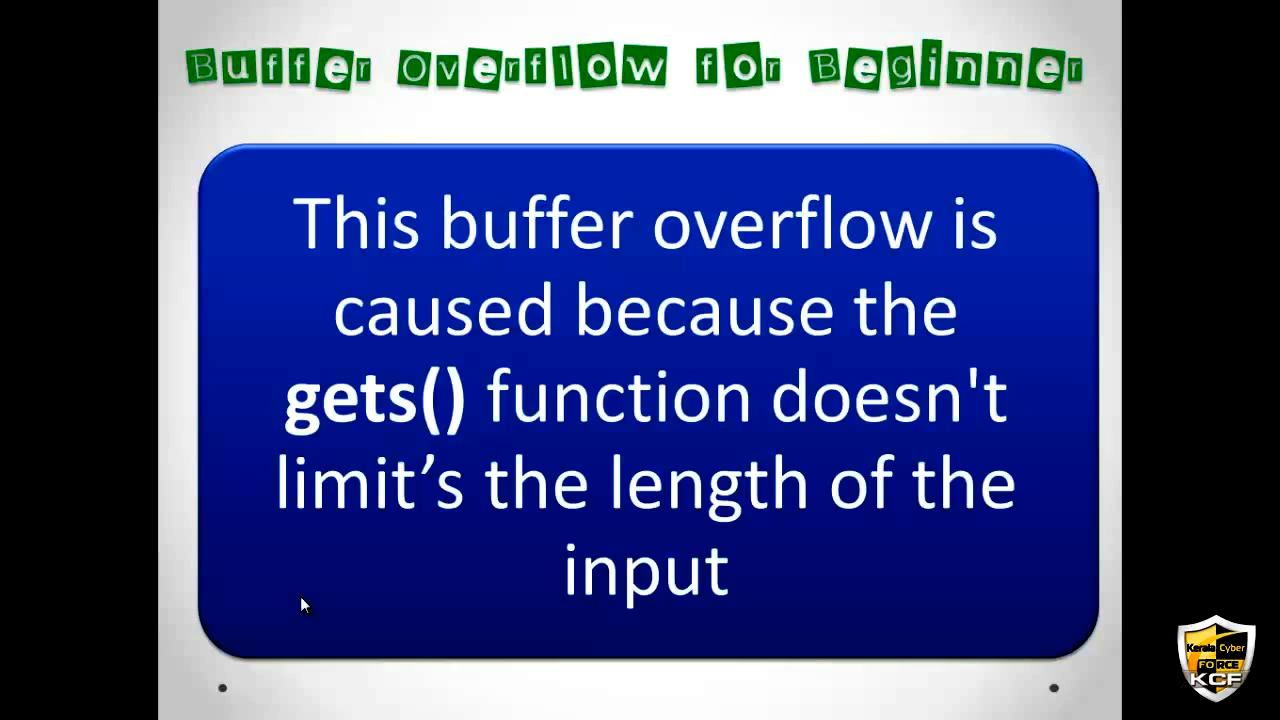 Buffer Overflow for Beginner
This buffer overflow is
caused because the
gets() function doesn't
limit’s the length of the
input
Kerala Cyber
FORCE
KCF